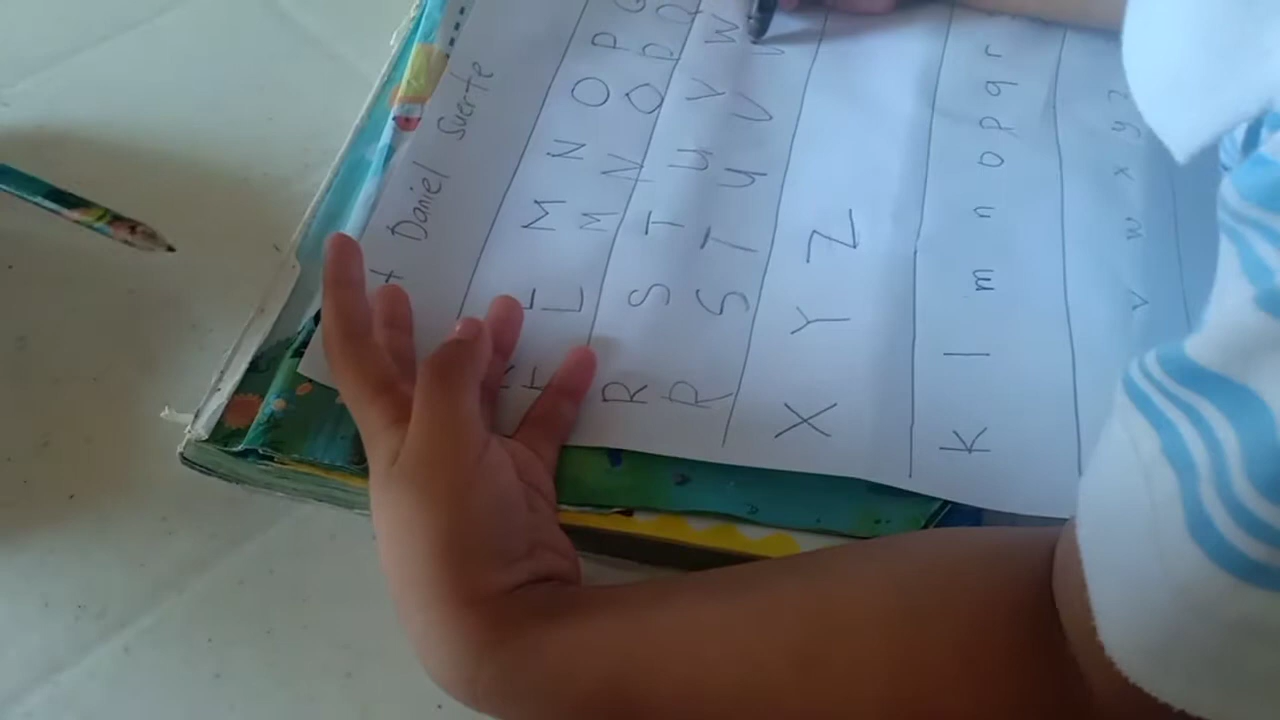 Daniel Suerte
L M N O P
L M N O P Q
R S T U V W
R S T U V
X Y Z
K l m n o p q r
v w x y z